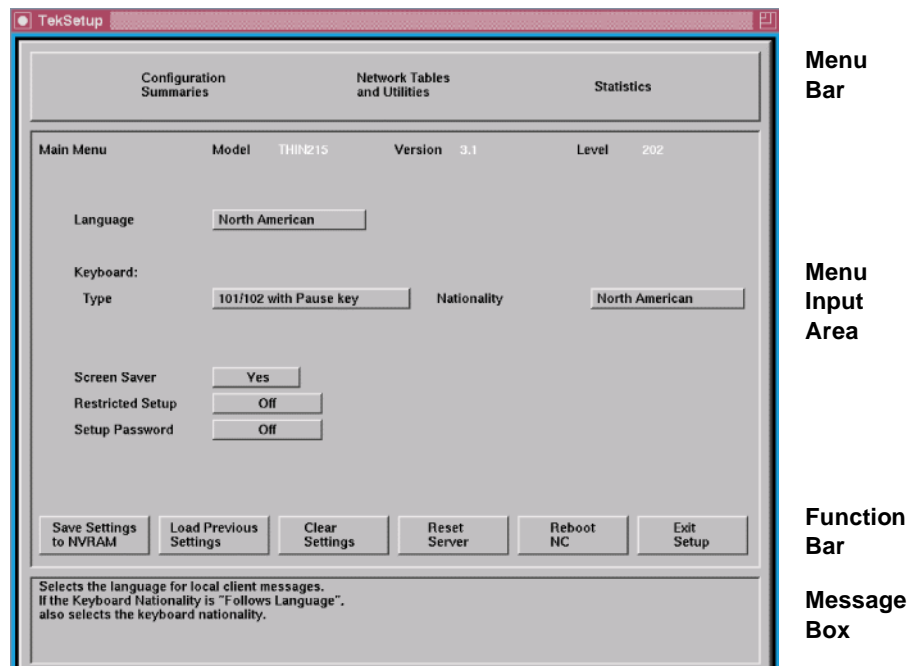 TekSetup
Configuration
Summaries
Network Tables
and Utilities
Statistics
Menu
Bar
Main Menu Model THIN215 Version 3.1 Level 202
Language North American
Keyboard:
Type 101/102 with Pause key Nationality North American
Menu
Input
Area
Screen Saver Yes
Restricted Setup Off
Setup Password Off
Save Settings
to NVRAM
Load Previous
Settings
Clear
Settings
Reset
Server
Reboot
NC
Exit
Setup
Function
Bar
Selects the language for local client messages.
If the Keyboard Nationality is "Follows Language",
also selects the keyboard nationality.
Message
Box